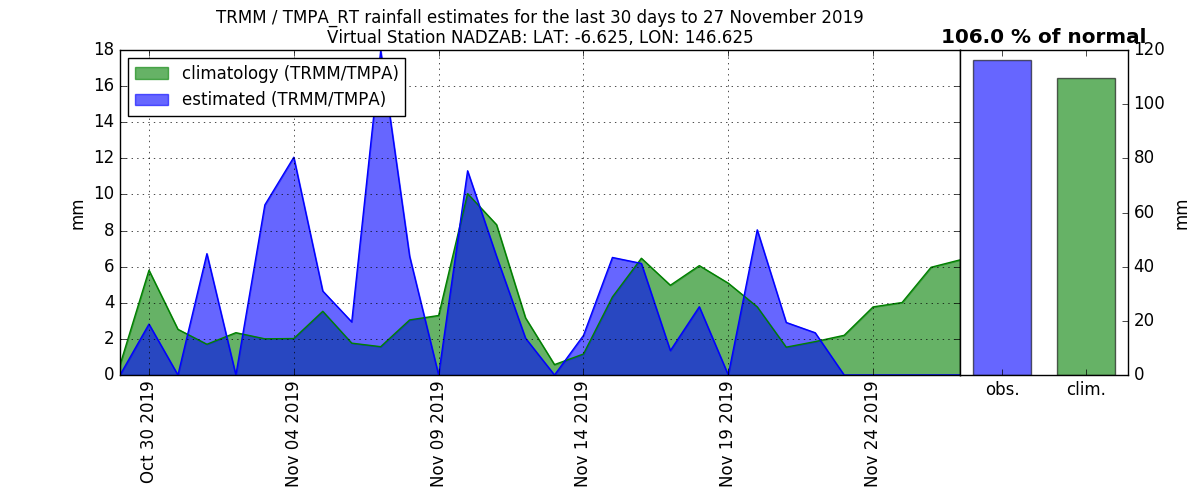 TRMM / TMPA_RT rainfall estimates for the last 30 days to 27 November 2019
Virtual Station NADZAB: LAT: -6.625, LON: 146.625
106.0 % of normal
climatology (TRMM/TMPA)
estimated (TRMM/TMPA)
mm
18
16
14
12
10
8
6
4
2
0
Oct 30 2019
Nov 04 2019
Nov 09 2019
Nov 14 2019
Nov 19 2019
Nov 24 2019
obs.
clim.
120
100
80
60
40
20
0
mm